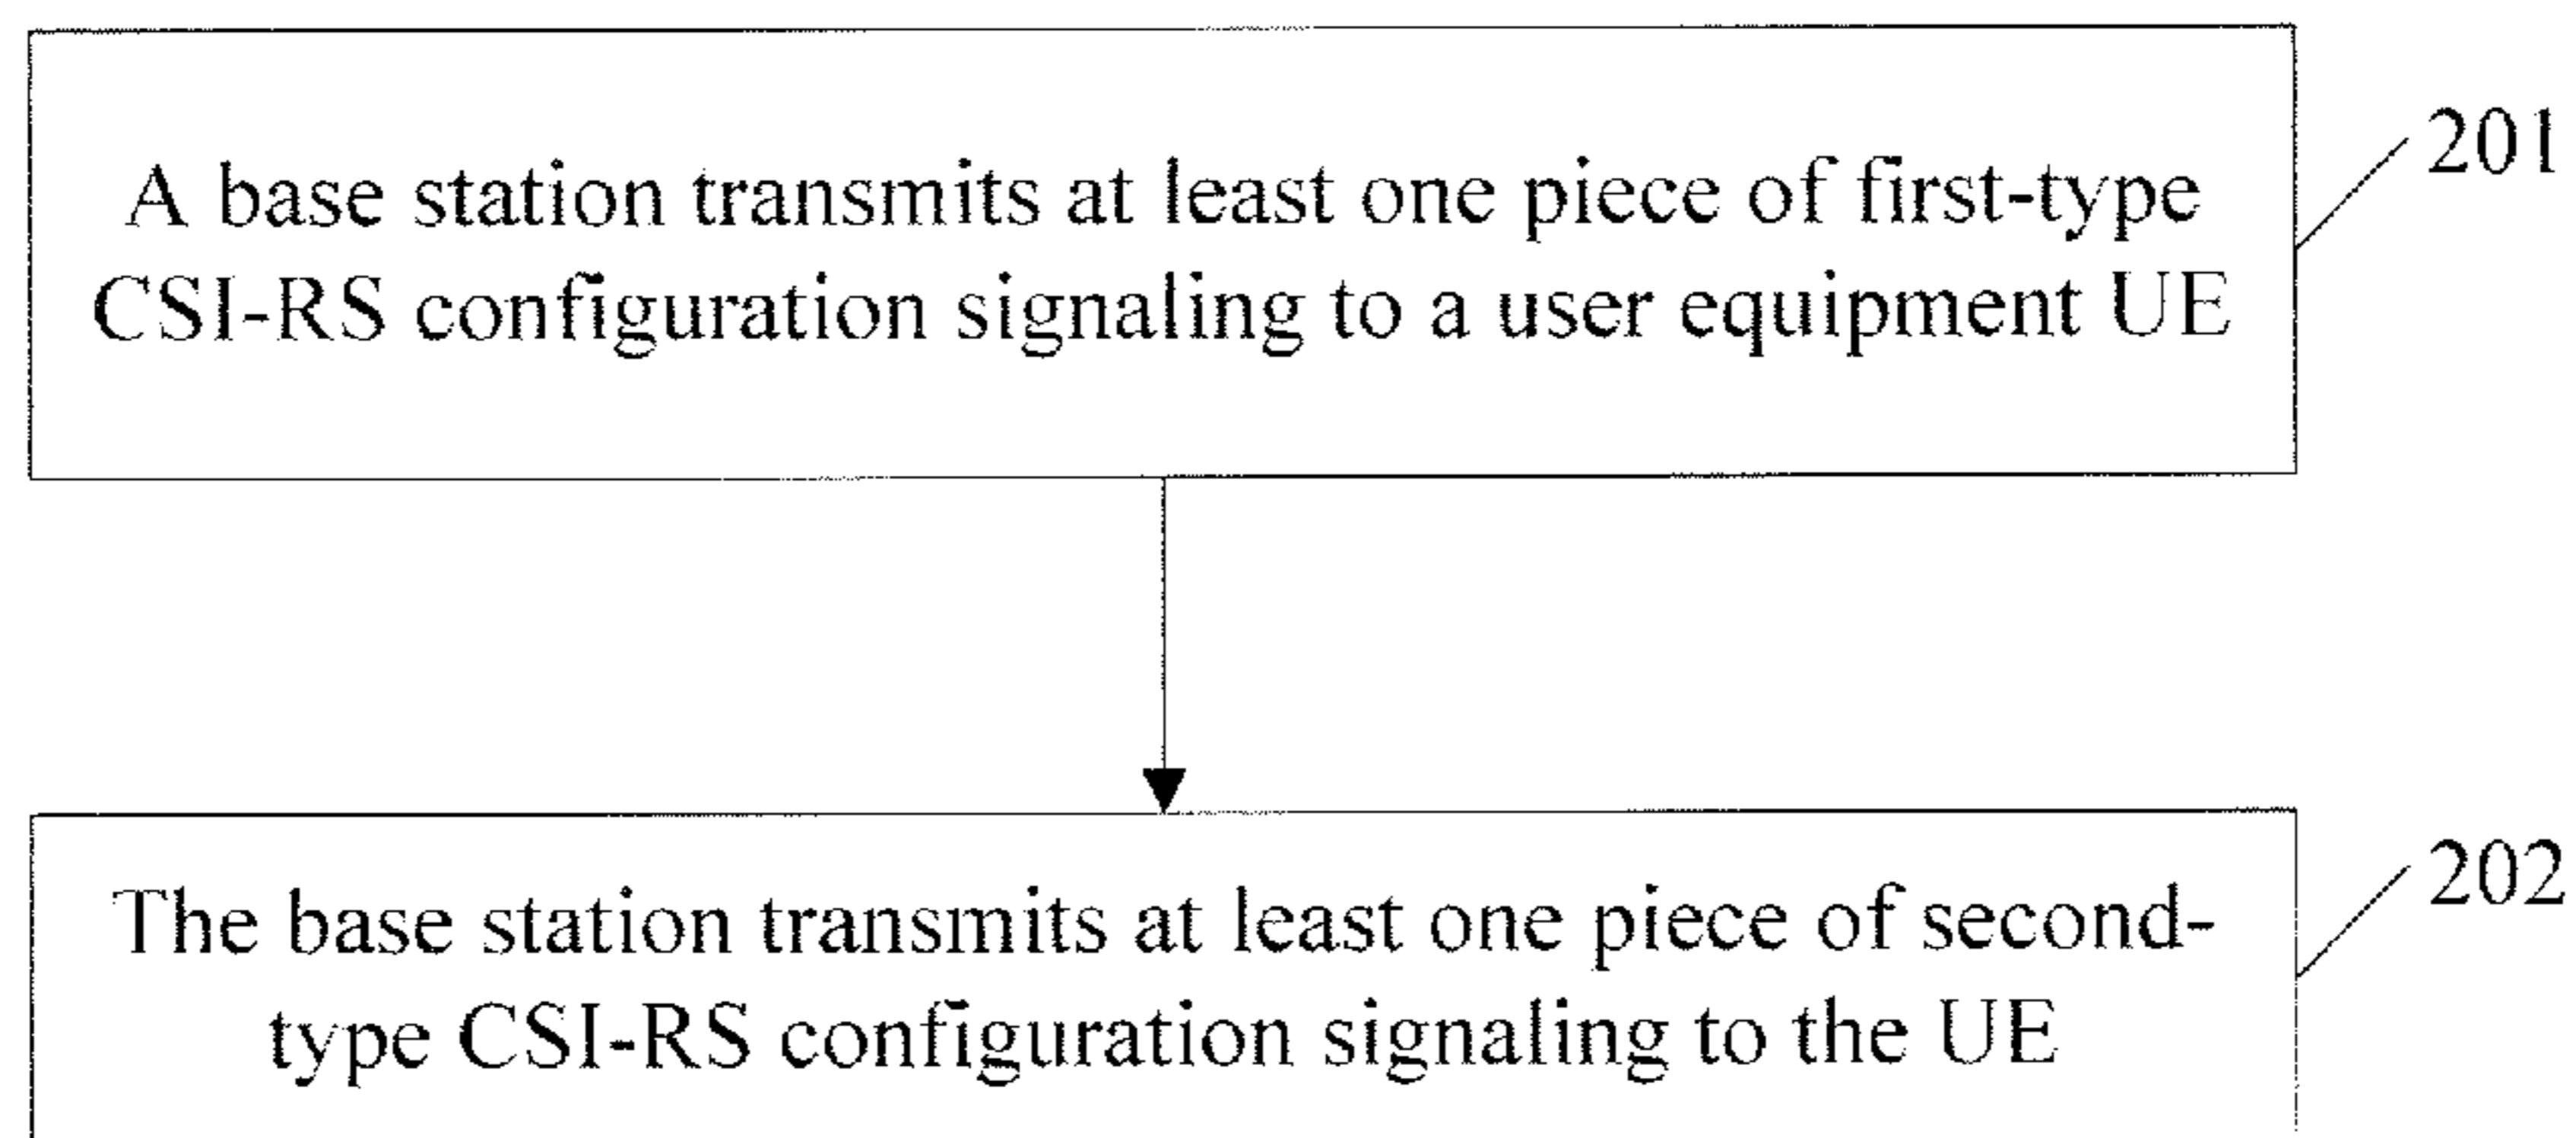 A base station transmits at least one piece of first-type
CSI-RS configuration signaling to a user equipment UE
201
The base station transmits at least one piece of second-
type CSI-RS configuration signaling to the UE
202